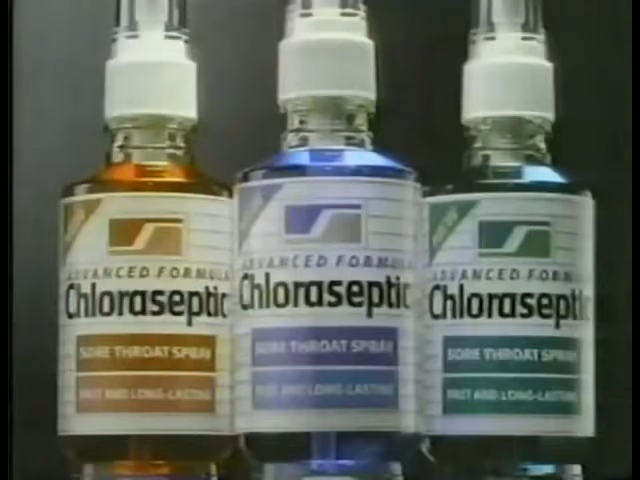 ADVANCED FORMULA
Chloraseptic
SORE THROAT SPRAY
FAST AND LONG-LASTING
ADVANCED FORMULA
Chloraseptic
SORE THROAT SPRAY
FAST AND LONG-LASTING
ADVANCED FORM
Chloraseptic
SORE THROAT SPRAY
FAST AND LONG-LASTING